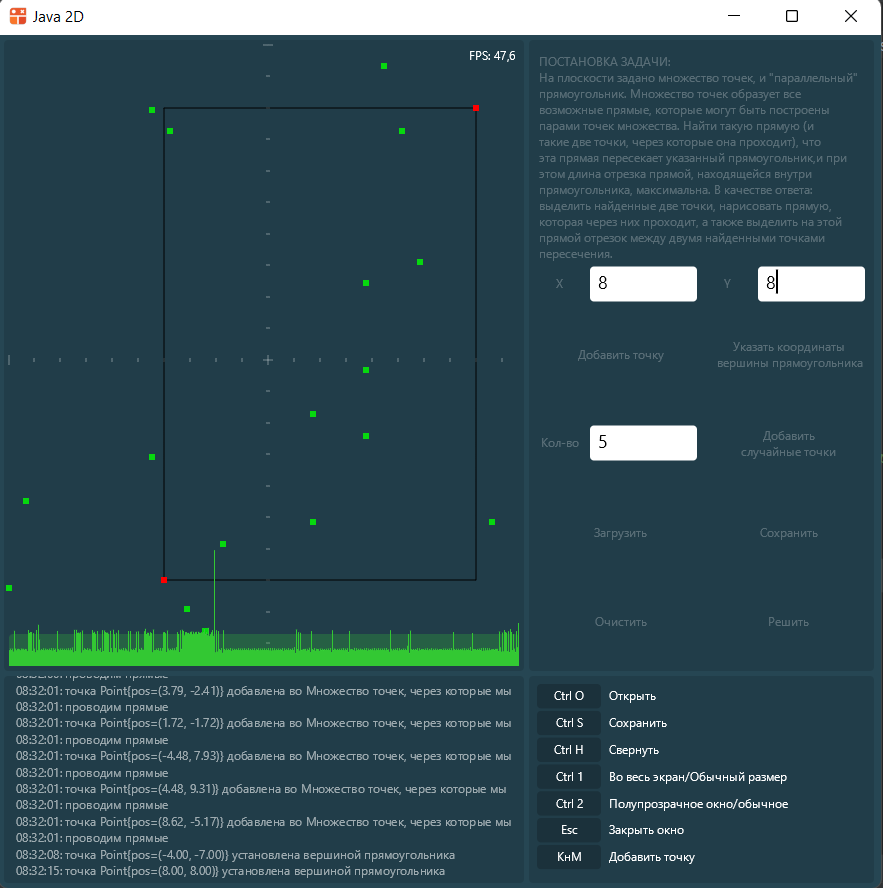 Java 2D
FPS: 47,6
ПОСТАНОВКА ЗАДАЧИ:
На плоскости задано множество точек, и "параллельный"
прямоугольник. Множество точек образует все
возможные прямые, которые могут быть построены
парами точек множества. Найти такую прямую (и
такие две точки, через которые она проходит), что
эта прямая пересекает указанный прямоугольник,и при
этом длина отрезка прямой, находящейся внутри
прямоугольника, максимальна. В качестве ответа:
выделить найденные две точки, нарисовать прямую,
которая через них проходит, а также выделить на этой
прямой отрезок между двумя найденными точками
пересечения.
X 8 Y 8
Добавить точку
Указать координаты
вершины прямоугольника
Кол-во 5
Добавить
случайные точки
Загрузить Сохранить
Очистить Решить
08:32:01: проводим прямые
08:32:01: точка Point{pos=(3.79, -2.41)} добавлена во Множество точек, через которые мы
08:32:01: проводим прямые
08:32:01: точка Point{pos=(1.72, -1.72)} добавлена во Множество точек, через которые мы
08:32:01: проводим прямые
08:32:01: точка Point{pos=(-4.48, 7.93)} добавлена во Множество точек, через которые мы
08:32:01: проводим прямые
08:32:01: точка Point{pos=(4.48, 9.31)} добавлена во Множество точек, через которые мы
08:32:01: проводим прямые
08:32:01: точка Point{pos=(8.62, -5.17)} добавлена во Множество точек, через которые мы
08:32:01: проводим прямые
08:32:08: точка Point{pos=(-4.00, -7.00)} установлена вершиной прямоугольника
08:32:15: точка Point{pos=(8.00, 8.00)} установлена вершиной прямоугольника
Ctrl O Открыть
Ctrl S Сохранить
Ctrl H Свернуть
Ctrl 1 Во весь экран/Обычный размер
Ctrl 2 Полупрозрачное окно/обычное
Esc Закрыть окно
КнМ Добавить точку